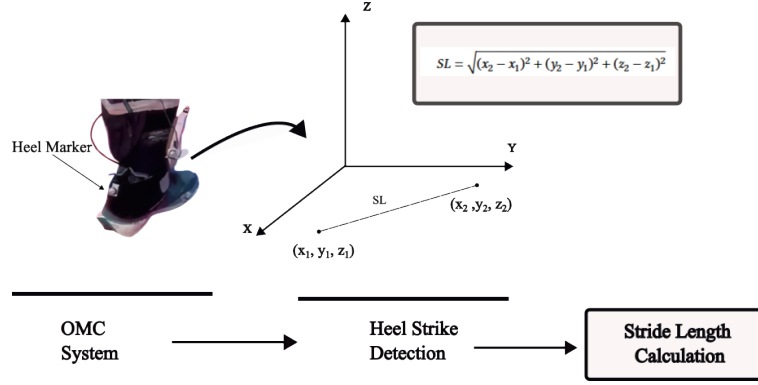 Z
SL = √(x₂ − x₁)² + (y₂ − y₁)² + (z₂ − z₁)²
Heel Marker
Y
SL
(x₂ ,y₂, z₂)
X
(x₁, y₁, z₁)
OMC
System
Heel Strike
Detection
Stride Length
Calculation